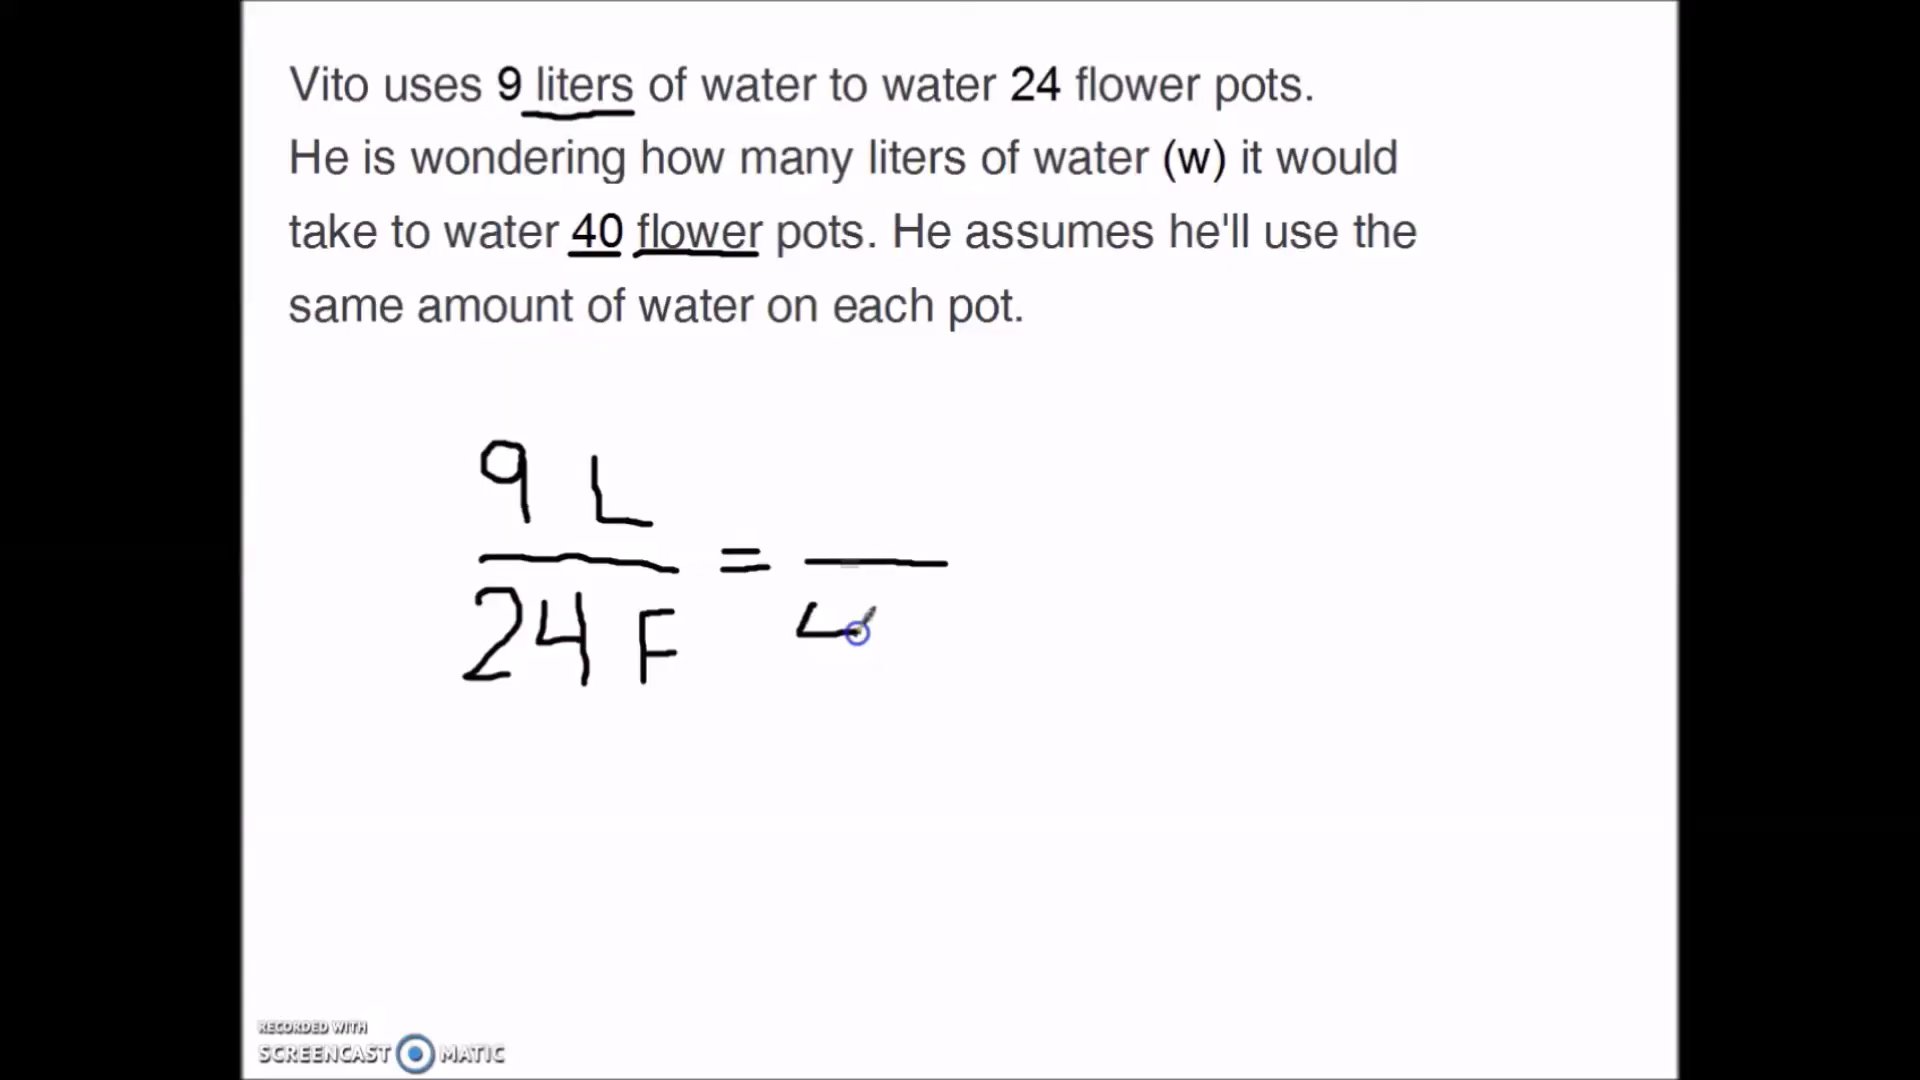 Vito uses 9 liters of water to water 24 flower pots.
He is wondering how many liters of water (w) it would
take to water 40 flower pots. He assumes he'll use the
same amount of water on each pot.
9 L
=
24 F
RECORDED WITH
SCREENCAST MATIC